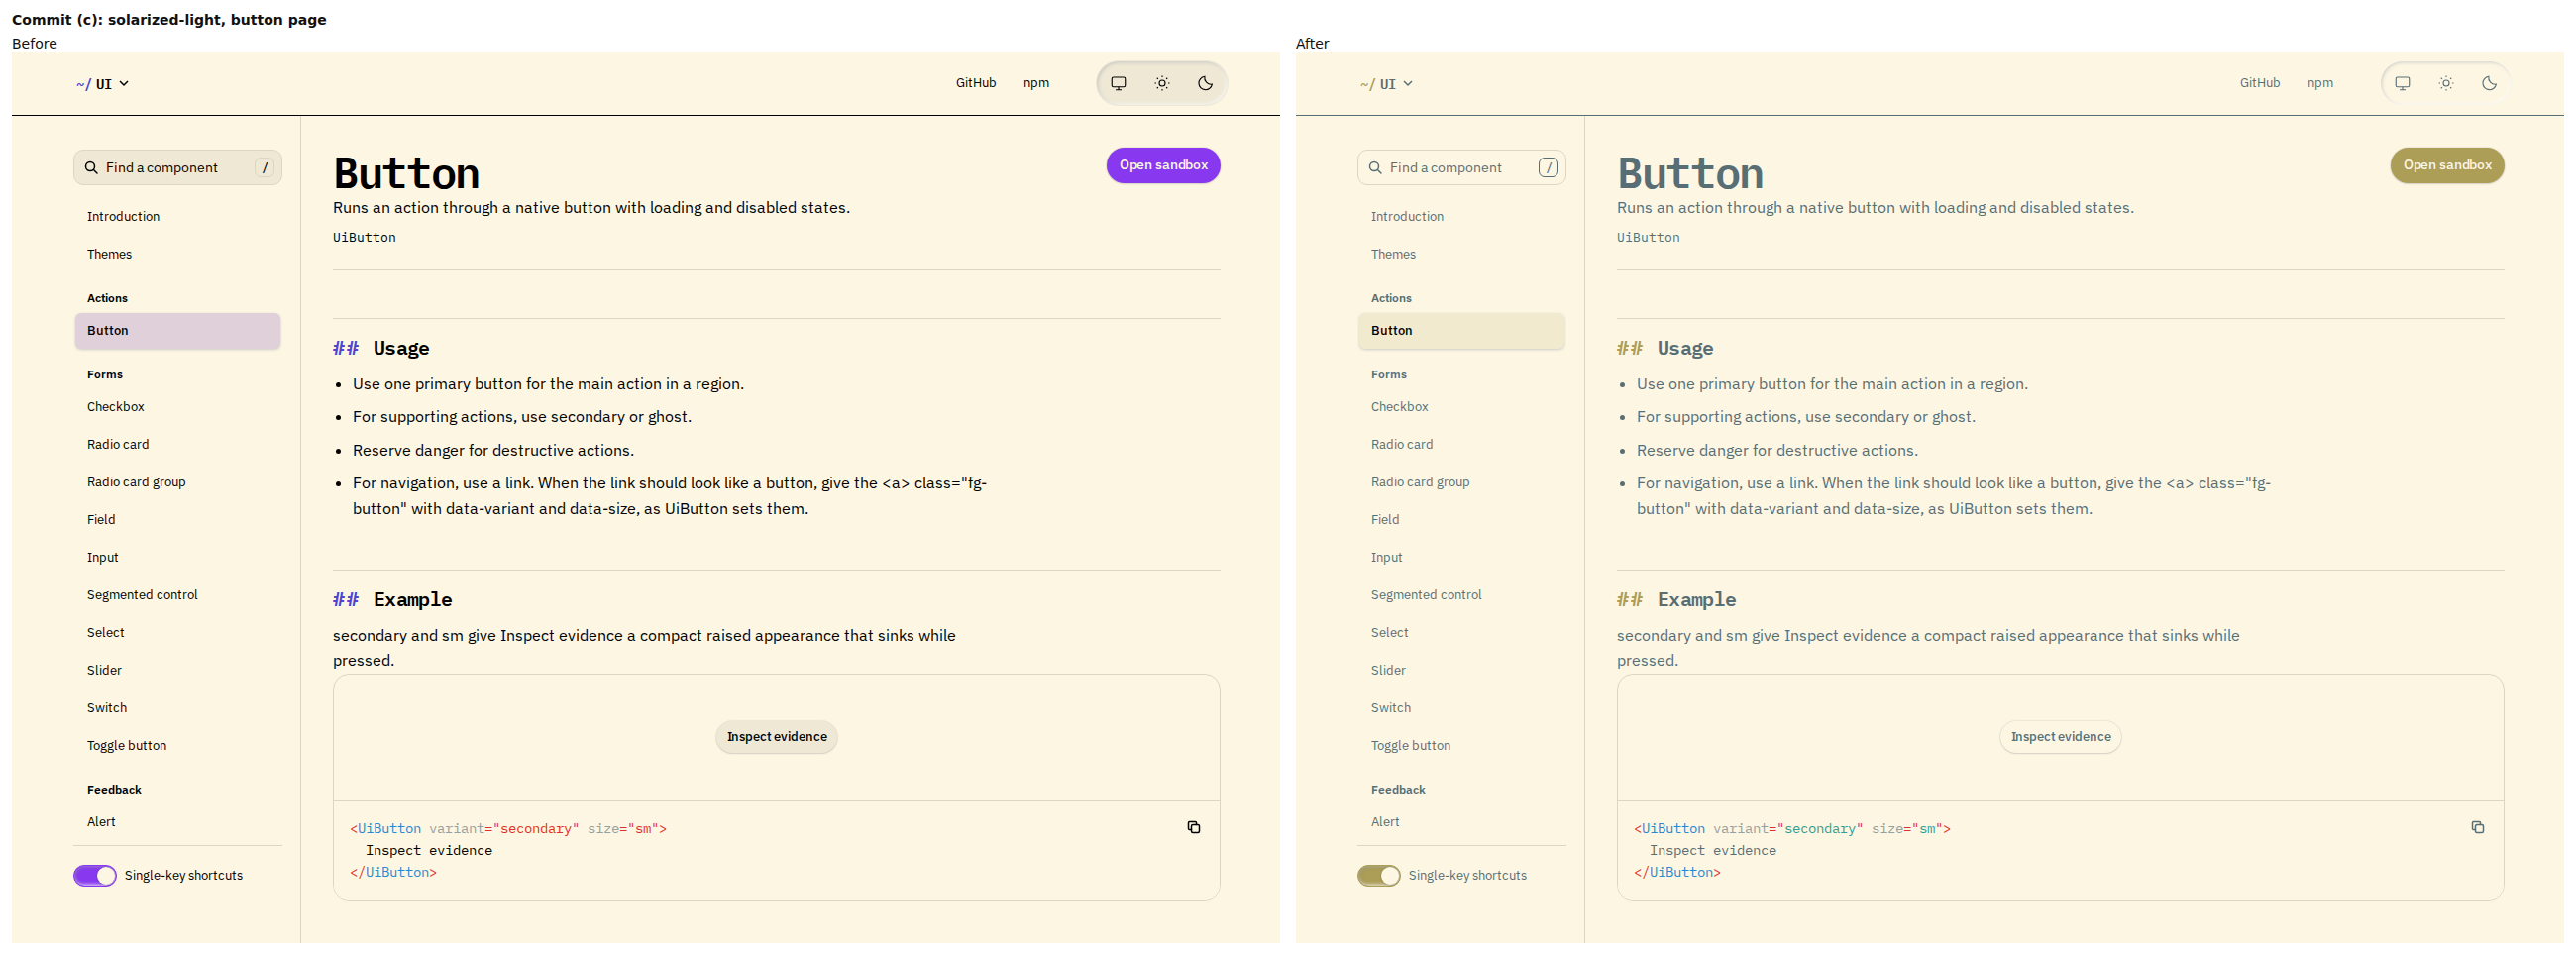 Commit (c): solarized-light, button page
Before
~/ UI
GitHub
npm
Find a component
/
Introduction
Themes
Actions
Button
Forms
Checkbox
Radio card
Radio card group
Field
Input
Segmented control
Select
Slider
Switch
Toggle button
Feedback
Alert
Single-key shortcuts
Button
Open sandbox
Runs an action through a native button with loading and disabled states.
UiButton
## Usage
Use one primary button for the main action in a region.
For supporting actions, use secondary or ghost.
Reserve danger for destructive actions.
For navigation, use a link. When the link should look like a button, give the <a> class="fg-
button" with data-variant and data-size, as UiButton sets them.
## Example
secondary and sm give Inspect evidence a compact raised appearance that sinks while
pressed.
Inspect evidence
<UiButton variant="secondary" size="sm">
Inspect evidence
</UiButton>
After
~/ UI
GitHub
npm
Find a component
/
Introduction
Themes
Actions
Button
Forms
Checkbox
Radio card
Radio card group
Field
Input
Segmented control
Select
Slider
Switch
Toggle button
Feedback
Alert
Single-key shortcuts
Button
Open sandbox
Runs an action through a native button with loading and disabled states.
UiButton
## Usage
Use one primary button for the main action in a region.
For supporting actions, use secondary or ghost.
Reserve danger for destructive actions.
For navigation, use a link. When the link should look like a button, give the <a> class="fg-
button" with data-variant and data-size, as UiButton sets them.
## Example
secondary and sm give Inspect evidence a compact raised appearance that sinks while
pressed.
Inspect evidence
<UiButton variant="secondary" size="sm">
Inspect evidence
</UiButton>